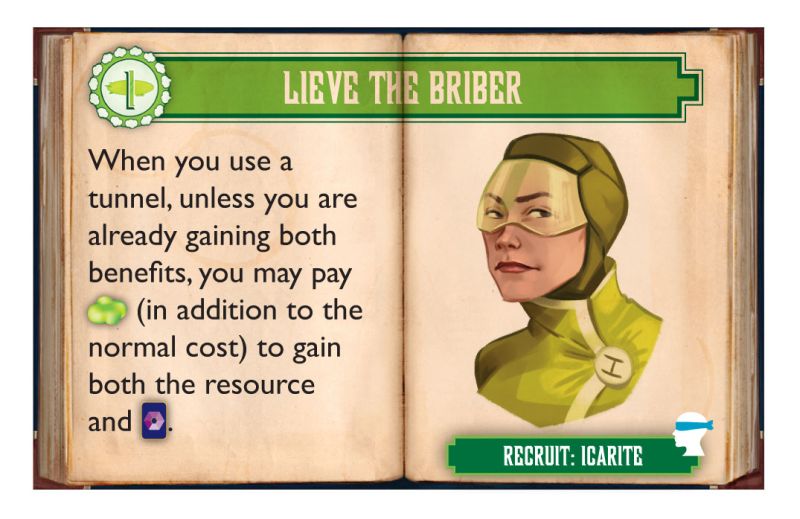 LIEVE THE BRIBER
When you use a
tunnel, unless you are
already gaining both
benefits, you may pay
(in addition to the
normal cost) to gain
both the resource
and .
RECRUIT: ICARITE